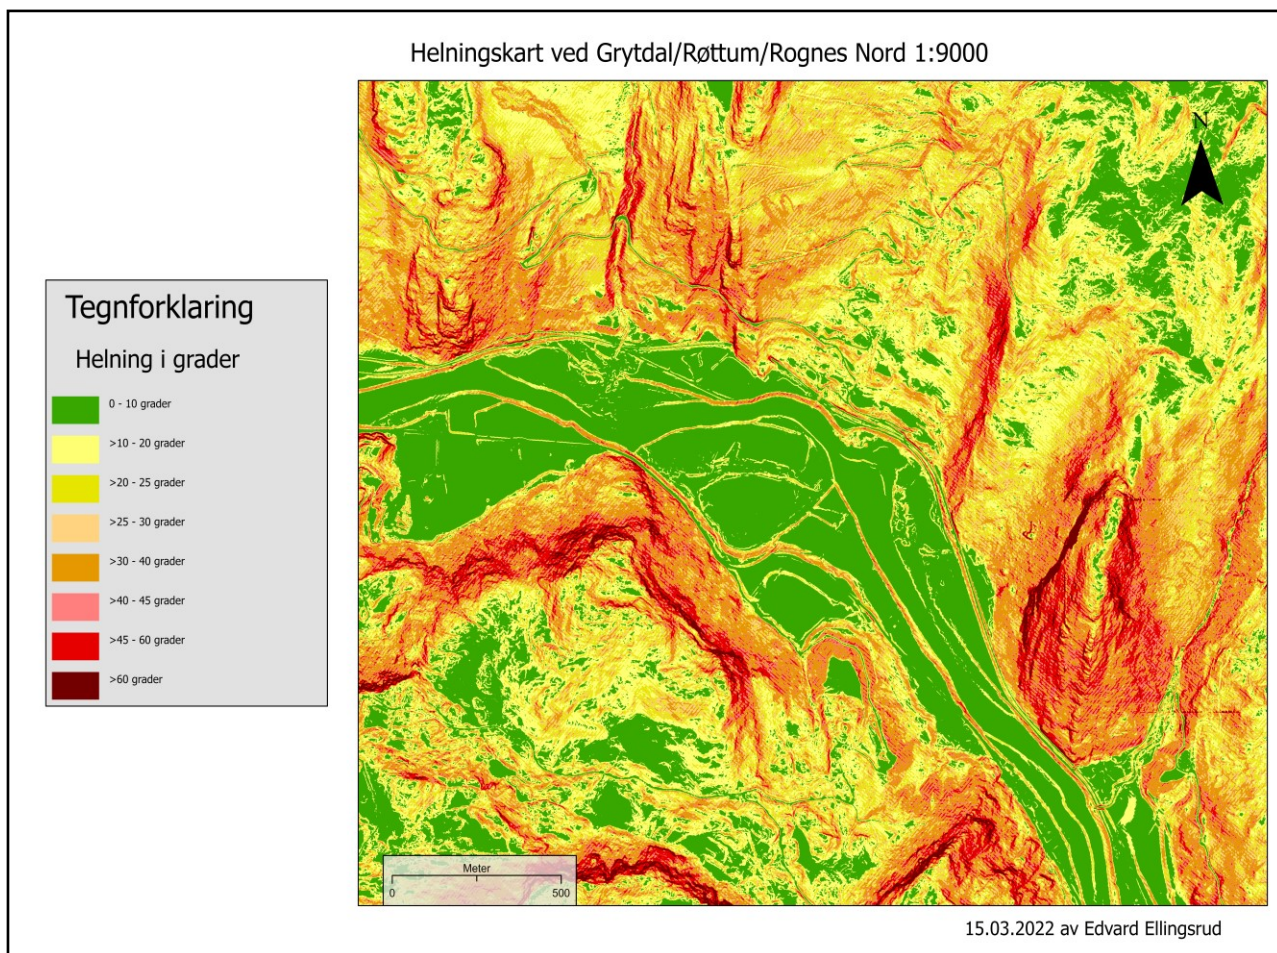 Helningskart ved Grytdal/Røttum/Rognes Nord 1:9000
N
Tegnforklaring
Helning i grader
0 - 10 grader
>10 - 20 grader
>20 - 25 grader
>25 - 30 grader
>30 - 40 grader
>40 - 45 grader
>45 - 60 grader
>60 grader
Meter
0 500
15.03.2022 av Edvard Ellingsrud